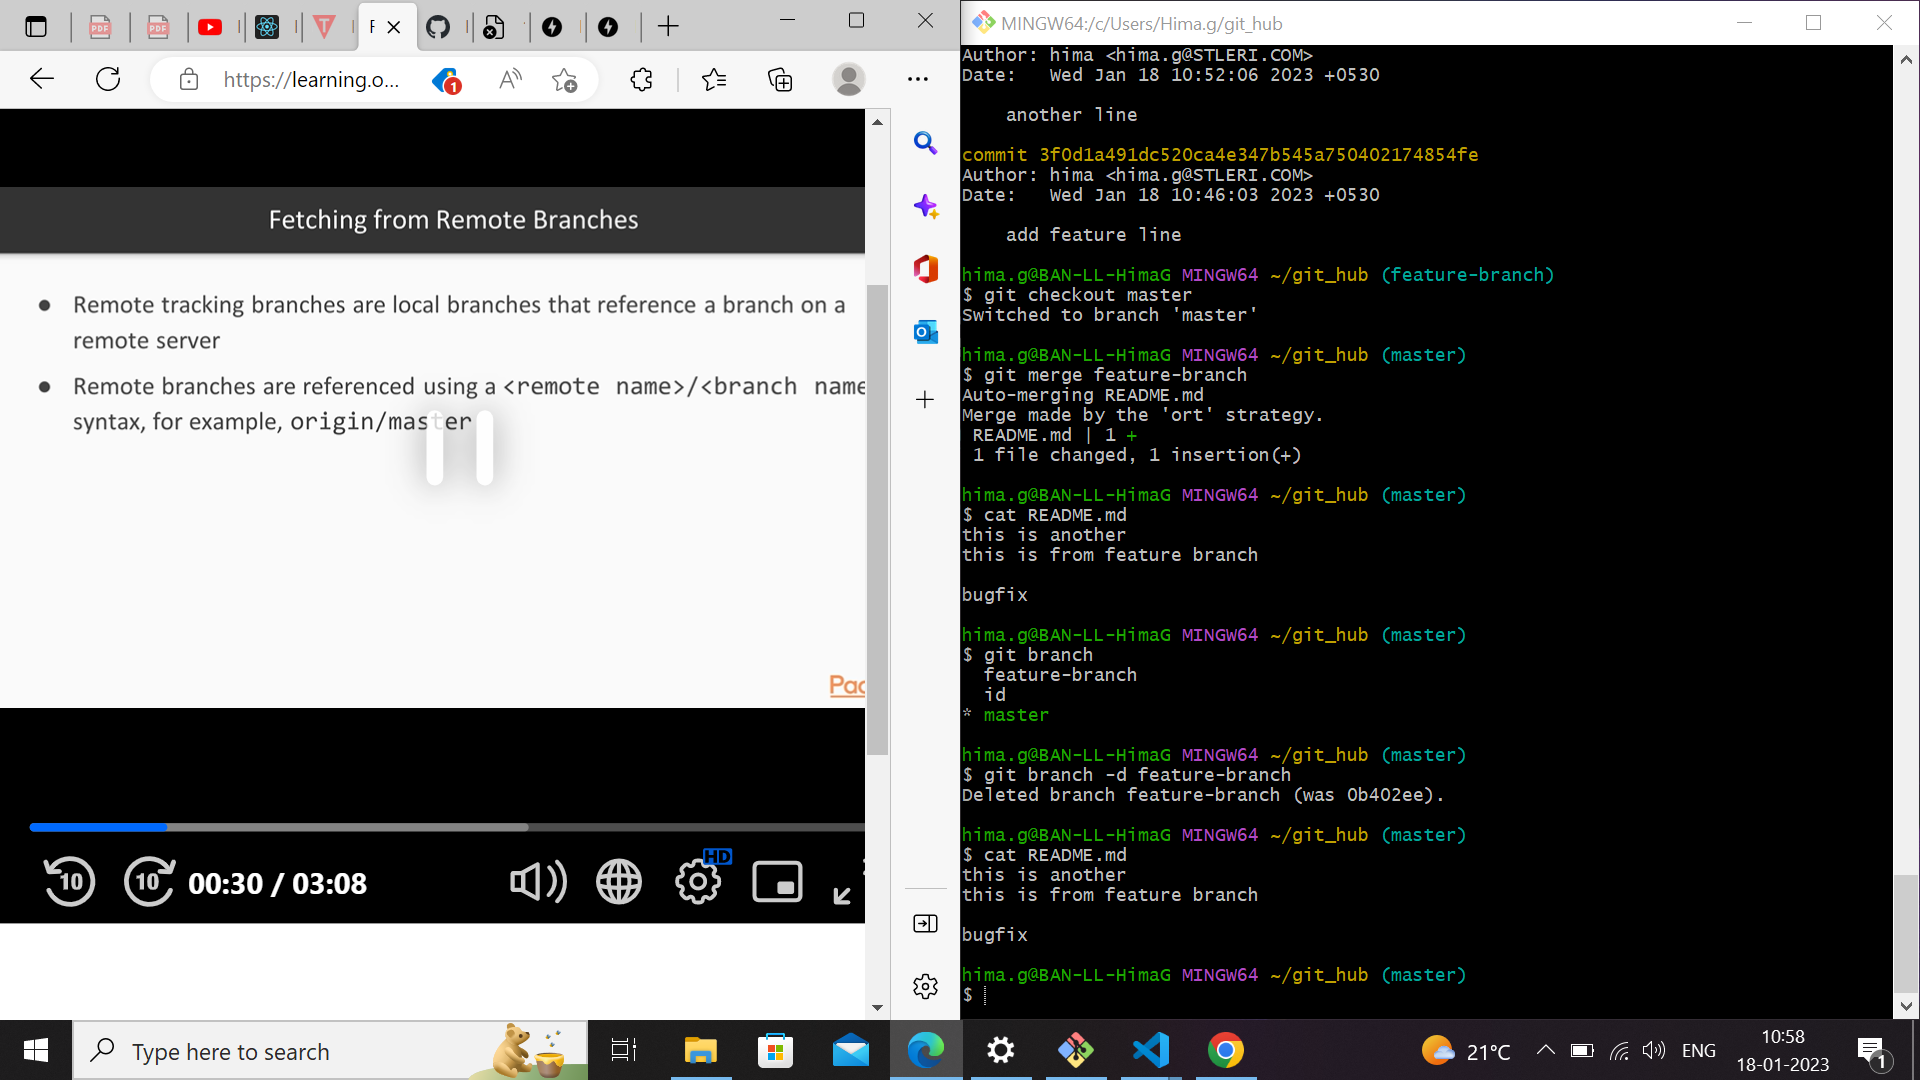 F
https://learning.o...
1
Fetching from Remote Branches
Remote tracking branches are local branches that reference a branch on a
remote server
Remote branches are referenced using a <remote name>/<branch name
syntax, for example, origin/master
Pac
10
10
00:30 / 03:08
HD
MINGW64:/c/Users/Hima.g/git_hub
Author: hima <hima.g@STLERI.COM>
Date:   Wed Jan 18 10:52:06 2023 +0530
another line
commit 3f0d1a491dc520ca4e347b545a750402174854fe
Author: hima <hima.g@STLERI.COM>
Date:   Wed Jan 18 10:46:03 2023 +0530
add feature line
hima.g@BAN-LL-HimaG MINGW64 ~/git_hub (feature-branch)
$ git checkout master
Switched to branch 'master'
hima.g@BAN-LL-HimaG MINGW64 ~/git_hub (master)
$ git merge feature-branch
Auto-merging README.md
Merge made by the 'ort' strategy.
README.md | 1 +
1 file changed, 1 insertion(+)
hima.g@BAN-LL-HimaG MINGW64 ~/git_hub (master)
$ cat README.md
this is another
this is from feature branch
bugfix
hima.g@BAN-LL-HimaG MINGW64 ~/git_hub (master)
$ git branch
feature-branch
id
* master
hima.g@BAN-LL-HimaG MINGW64 ~/git_hub (master)
$ git branch -d feature-branch
Deleted branch feature-branch (was 0b402ee).
hima.g@BAN-LL-HimaG MINGW64 ~/git_hub (master)
$ cat README.md
this is another
this is from feature branch
bugfix
hima.g@BAN-LL-HimaG MINGW64 ~/git_hub (master)
$
Type here to search
21°C
ENG
10:58
18-01-2023
1